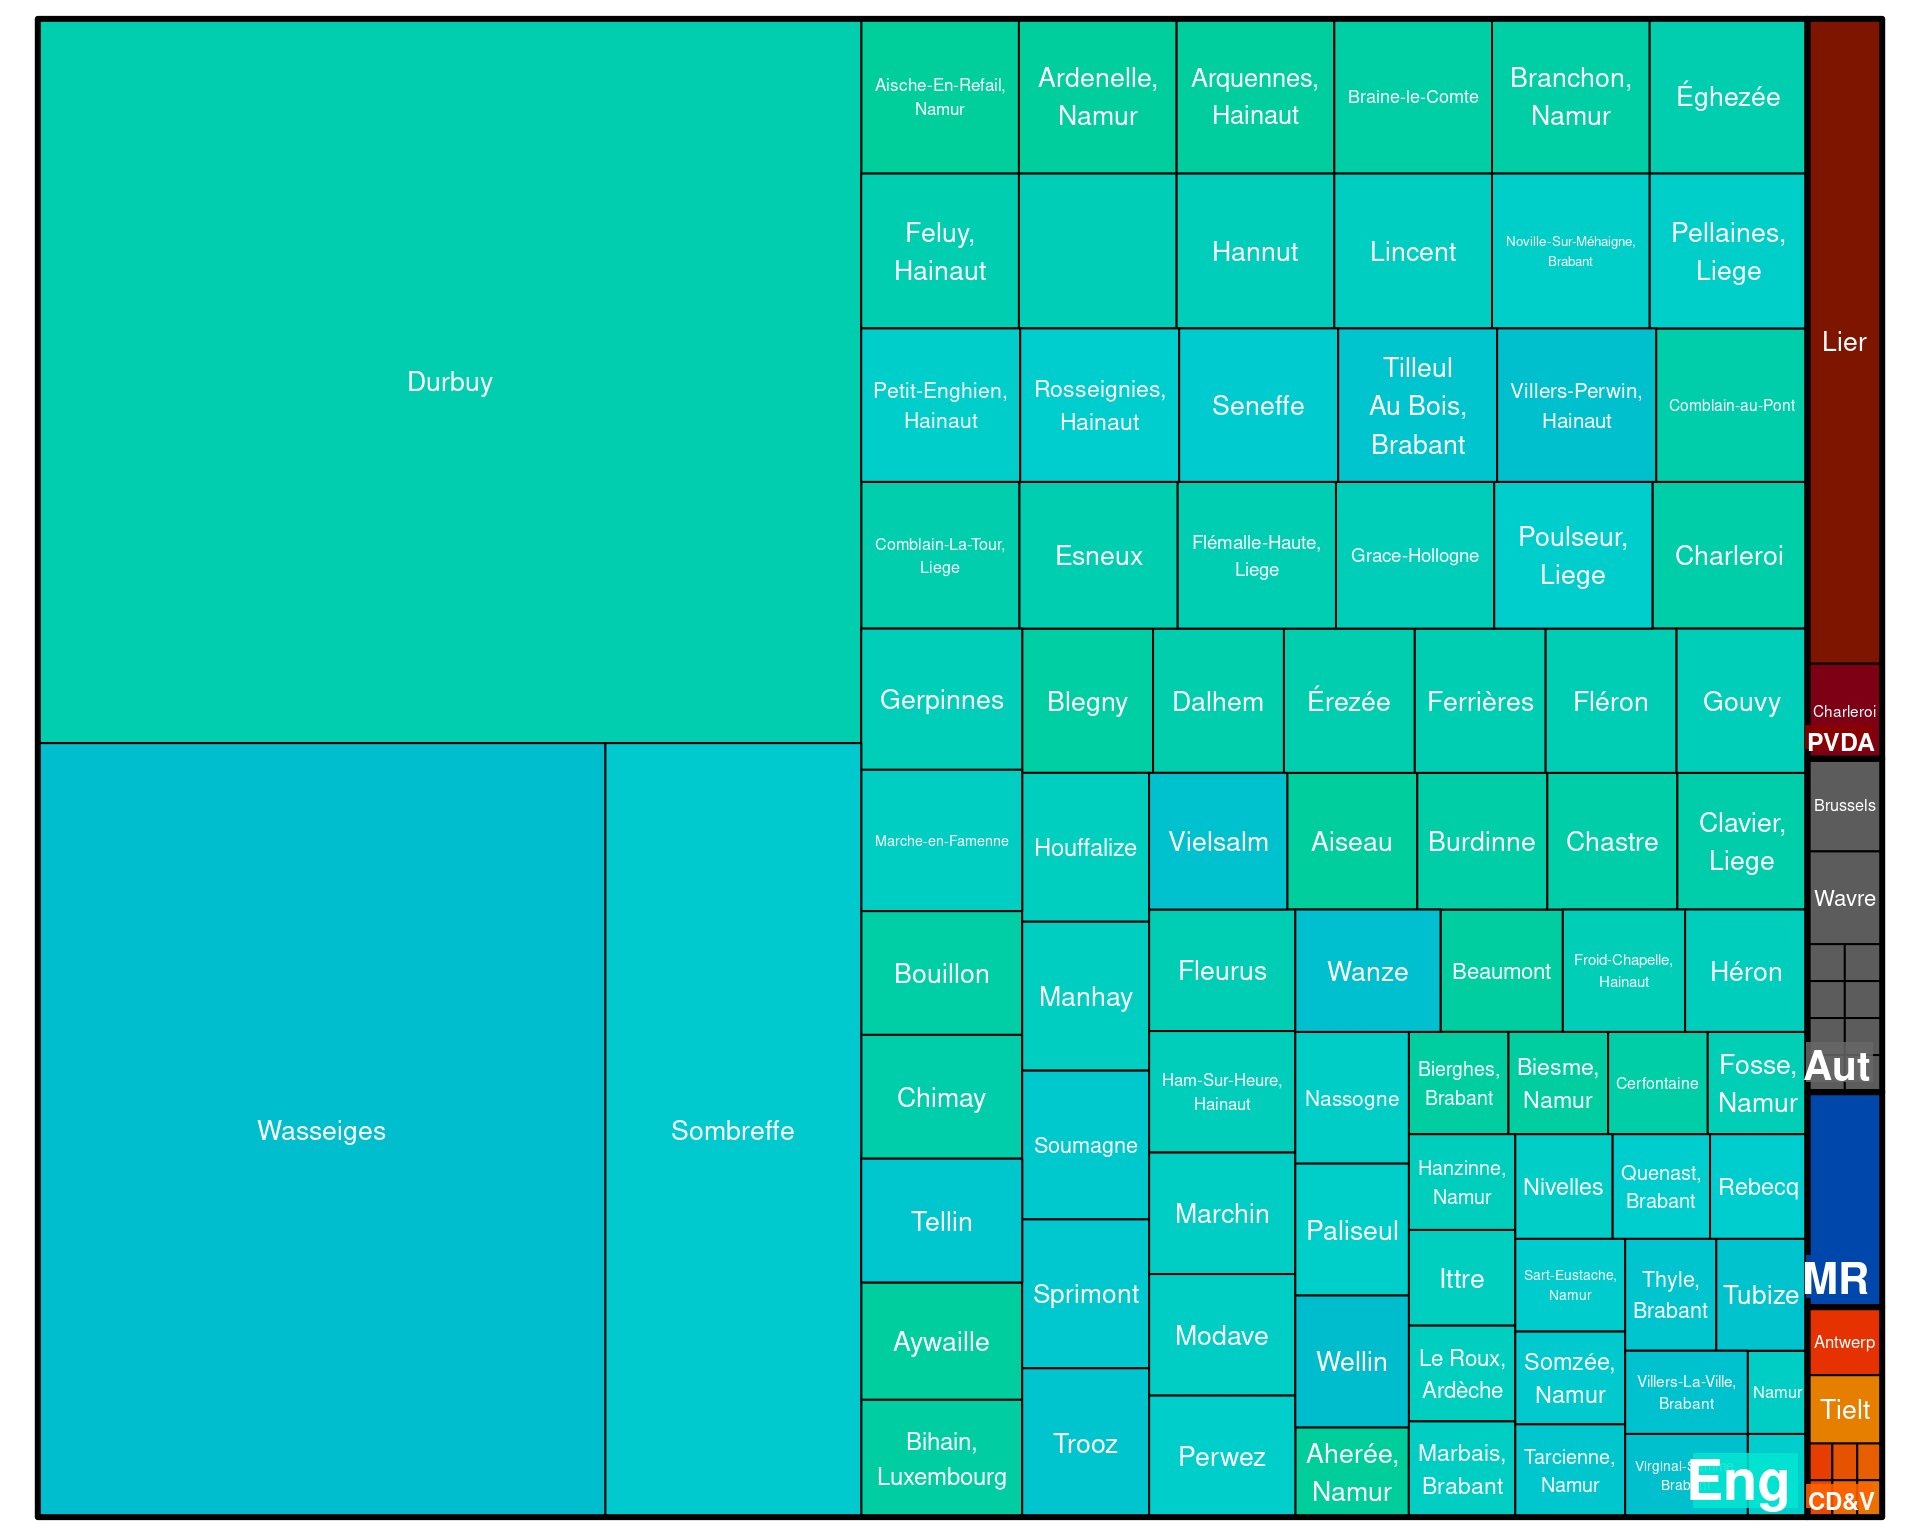 Durbuy
Wasseiges
Sombreffe
Aische-En-Refail,
Namur
Ardenelle,
Namur
Arquennes,
Hainaut
Braine-le-Comte
Branchon,
Namur
Éghezée
Feluy,
Hainaut
Hannut
Lincent
Noville-Sur-Méhaigne,
Brabant
Pellaines,
Liege
Petit-Enghien,
Hainaut
Rosseignies,
Hainaut
Seneffe
Tilleul
Au Bois,
Brabant
Villers-Perwin,
Hainaut
Comblain-au-Pont
Comblain-La-Tour,
Liege
Esneux
Flémalle-Haute,
Liege
Grace-Hollogne
Poulseur,
Liege
Charleroi
Gerpinnes
Blegny
Dalhem
Érezée
Ferrières
Fléron
Gouvy
Marche-en-Famenne
Houffalize
Vielsalm
Aiseau
Burdinne
Chastre
Clavier,
Liege
Bouillon
Manhay
Fleurus
Wanze
Beaumont
Froid-Chapelle,
Hainaut
Héron
Chimay
Soumagne
Ham-Sur-Heure,
Hainaut
Nassogne
Bierghes,
Brabant
Biesme,
Namur
Cerfontaine
Fosse,
Namur
Tellin
Sprimont
Marchin
Paliseul
Hanzinne,
Namur
Nivelles
Quenast,
Brabant
Rebecq
Aywaille
Modave
Wellin
Ittre
Sart-Eustache,
Namur
Thyle,
Brabant
Tubize
Bihain,
Luxembourg
Trooz
Perwez
Aherée,
Namur
Le Roux,
Ardèche
Marbais,
Brabant
Somzée,
Namur
Tarcienne,
Namur
Villers-La-Ville,
Brabant
Namur
Eng
Lier
Charleroi
PVDA
Brussels
Wavre
Aut
MR
Antwerp
Tielt
CD&V